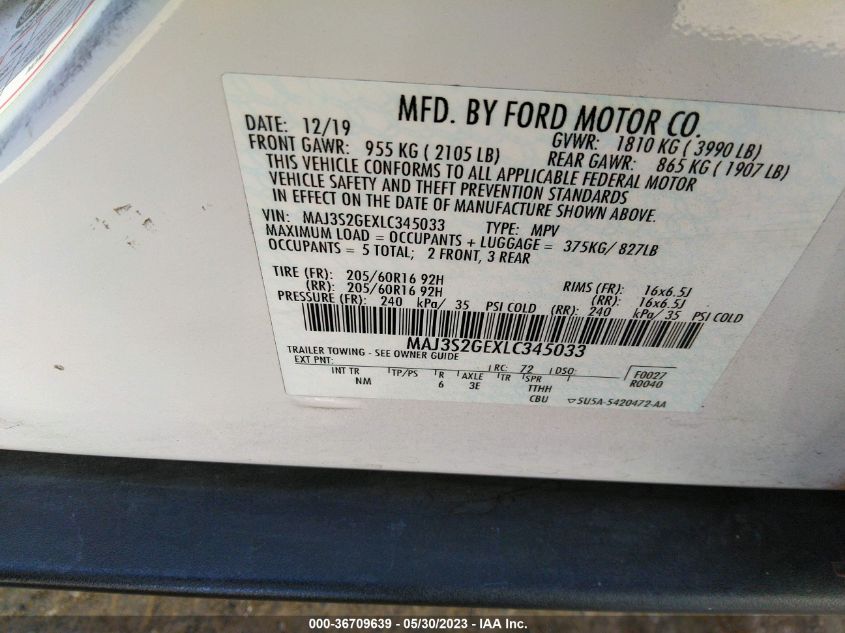 MFD. BY FORD MOTOR CO.
DATE: 12/19 GVWR: 1810 KG ( 3990 LB)
FRONT GAWR: 955 KG ( 2105 LB) REAR GAWR: 865 KG ( 1907 LB)
THIS VEHICLE CONFORMS TO ALL APPLICABLE FEDERAL MOTOR
VEHICLE SAFETY AND THEFT PREVENTION STANDARDS
IN EFFECT ON THE DATE OF MANUFACTURE SHOWN ABOVE.
VIN: MAJ3S2GEXLC345033 TYPE: MPV
MAXIMUM LOAD = OCCUPANTS + LUGGAGE = 375KG/ 827LB
OCCUPANTS = 5 TOTAL; 2 FRONT, 3 REAR
TIRE (FR): 205/60R16 92H RIMS (FR): 16x6.5J
(RR): 205/60R16 92H (RR): 16x6.5J
PRESSURE (FR): 240 kPa/ 35 PSI COLD (RR): 240 kPa/ 35 PSI COLD
MAJ3S2GEXLC345033
TRAILER TOWING - SEE OWNER GUIDE
EXT PNT: RC: 72 DSO: F0027
INT TR TP/PS R AXLE TR SPR R0040
NM 6 3E TTHH
CBU 5U5A-5420472-AA
000-36709639 - 05/30/2023 - IAA Inc.